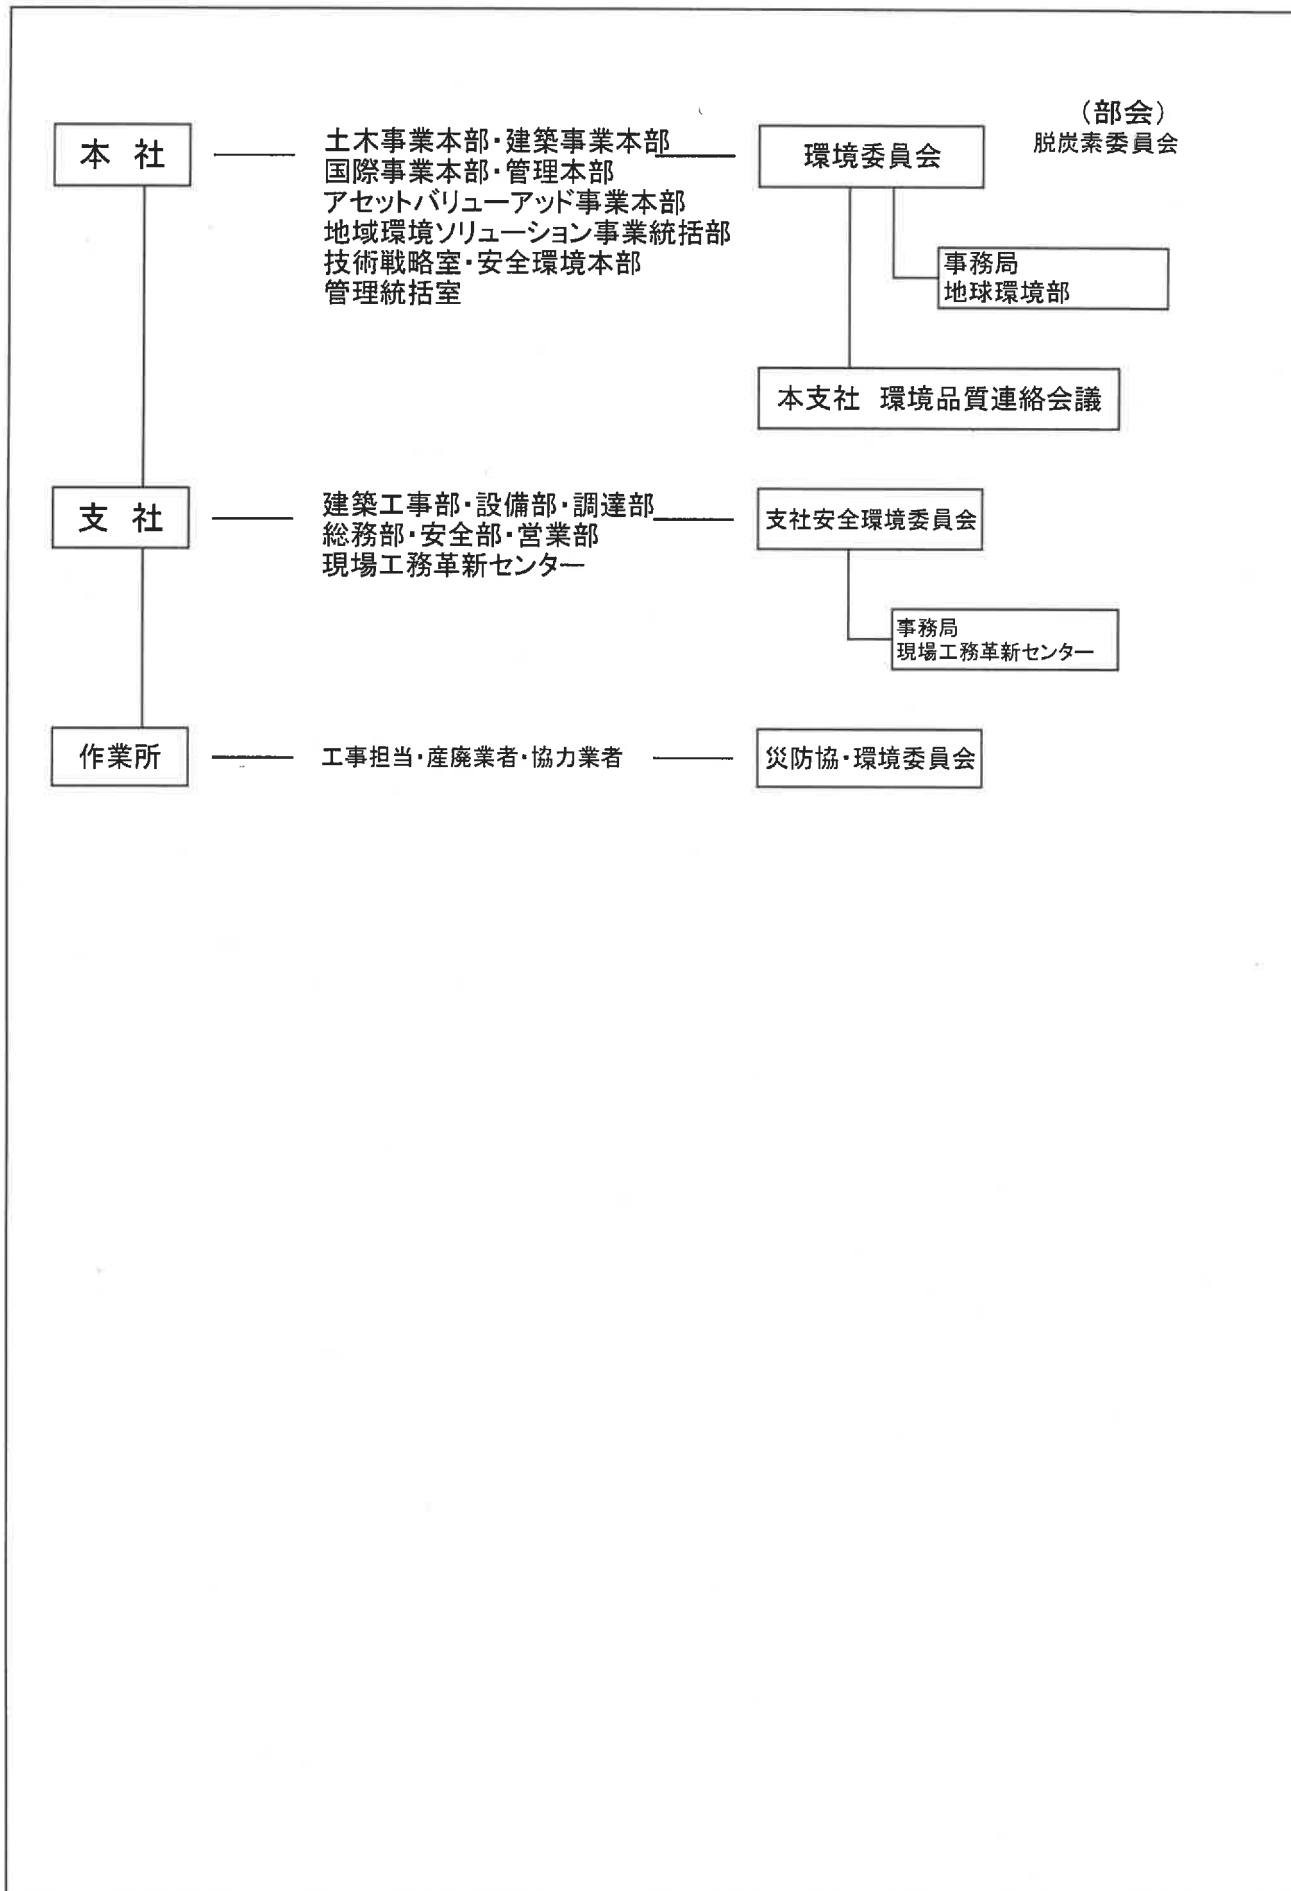 本 社
土木事業本部・建築事業本部
国際事業本部・管理本部
アセットバリューアッド事業本部
地域環境ソリューション事業統括部
技術戦略室・安全環境本部
管理統括室
環境委員会
（部会）
脱炭素委員会
事務局
地球環境部
本支社 環境品質連絡会議
支 社
建築工事部・設備部・調達部
総務部・安全部・営業部
現場工務革新センター
支社安全環境委員会
事務局
現場工務革新センター
作業所
工事担当・産廃業者・協力業者
災防協・環境委員会